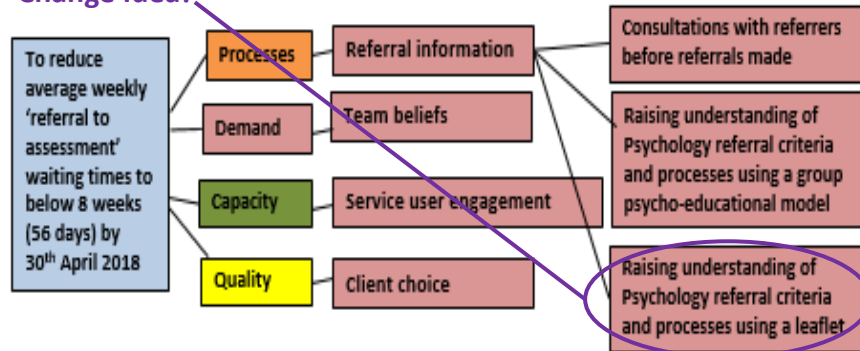 Change Idea:
To reduce
average weekly
‘referral to
assessment’
waiting times to
below 8 weeks
(56 days) by
30th April 2018
Processes
Demand
Capacity
Quality
Referral information
Team beliefs
Service user engagement
Client choice
Consultations with referrers
before referrals made
Raising understanding of
Psychology referral criteria
and processes using a group
psycho-educational model
Raising understanding of
Psychology referral criteria
and processes using a leaflet